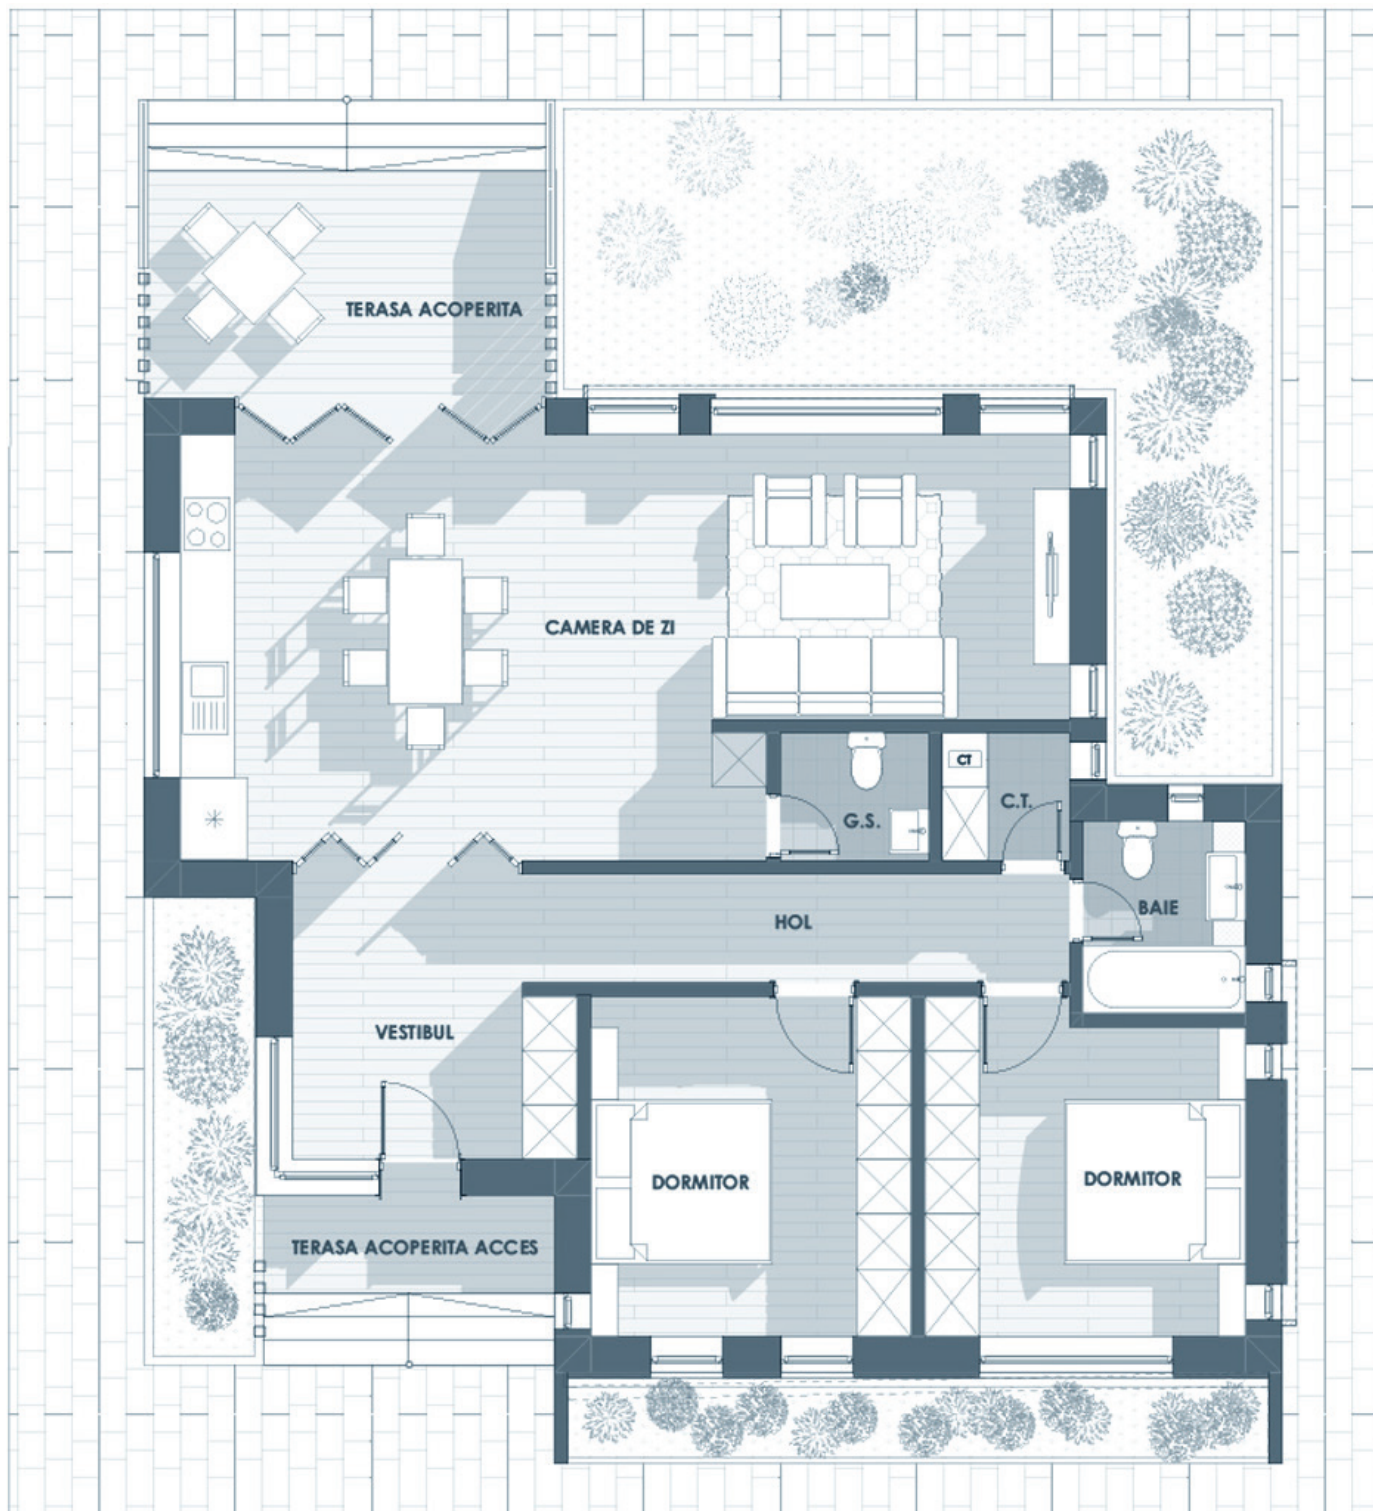 TERASA ACOPERITA
CAMERA DE ZI
CT
C.T.
G.S.
BAIE
HOL
VESTIBUL
DORMITOR
DORMITOR
TERASA ACOPERITA ACCES